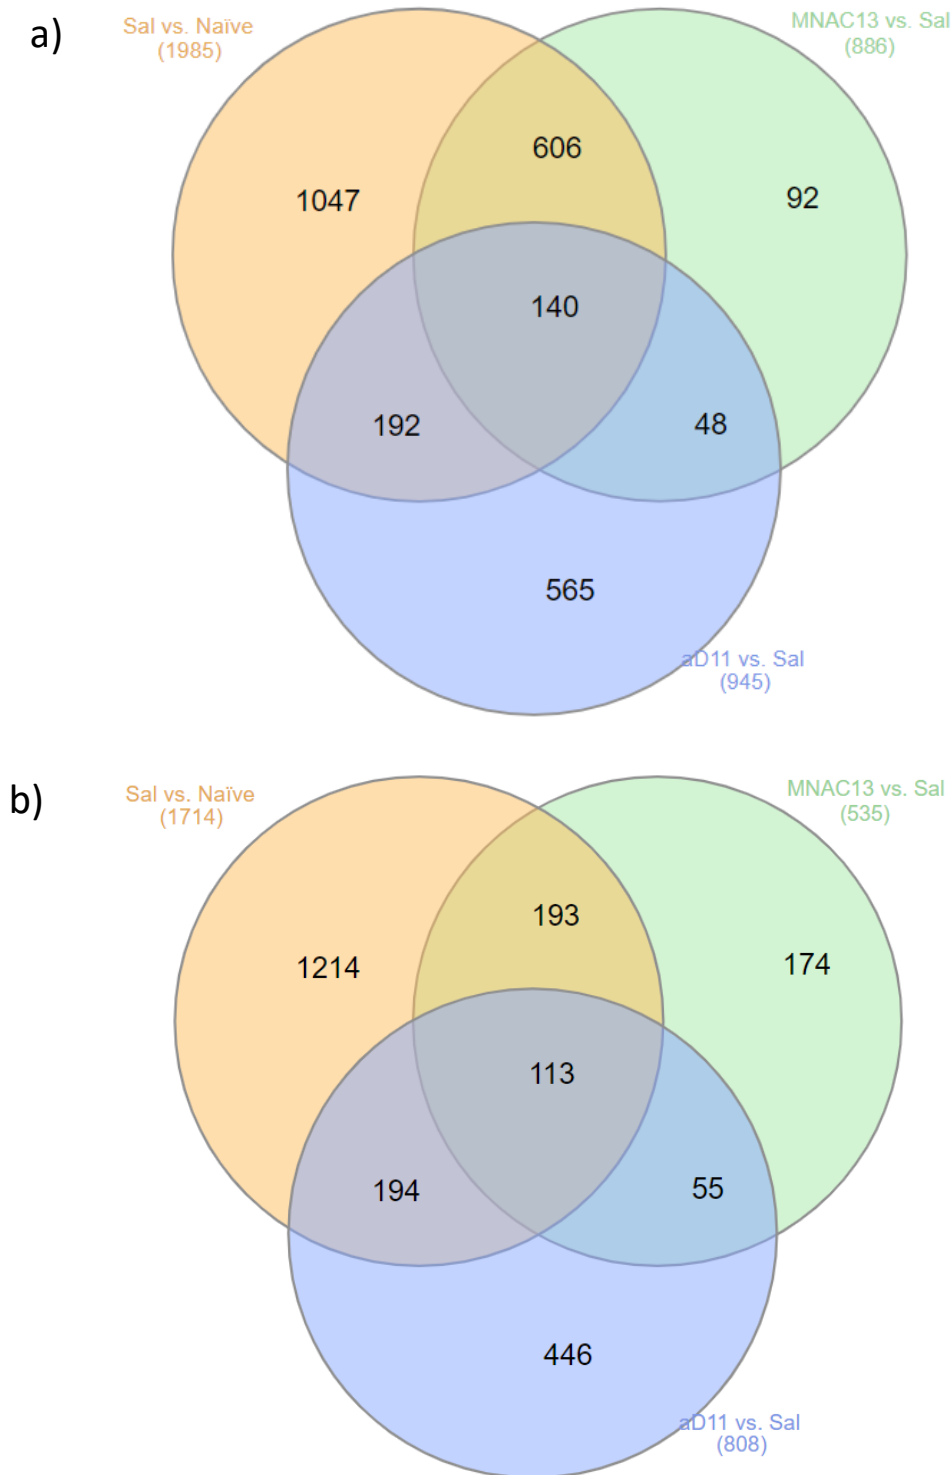 a)
Sal vs. Naïve
(1985)
MNAC13 vs. Sal
(886)
606
1047
92
140
192
48
565
aD11 vs. Sal
(945)
b)
Sal vs. Naïve
(1714)
MNAC13 vs. Sal
(535)
193
1214
174
113
194
55
446
aD11 vs. Sal
(808)